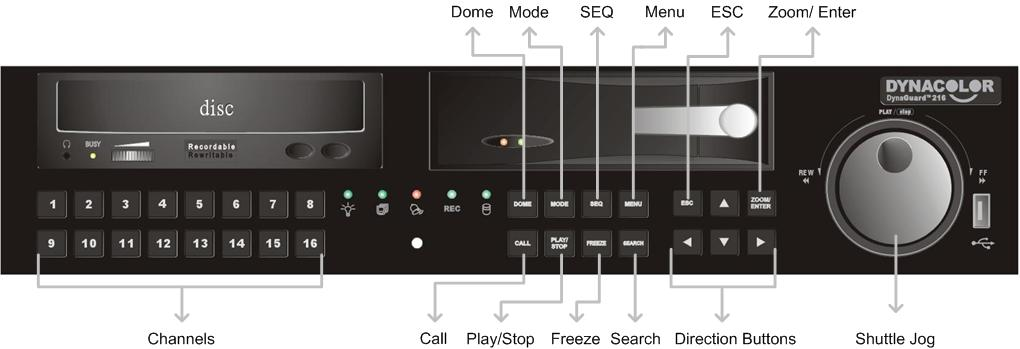 Dome Mode SEQ Menu ESC Zoom/ Enter
disc
DYNACOLOR
DynaGuard™ 216
PLAY/ stop
BUSY
Recordable
Rewritable
REW FF
1 2 3 4 5 6 7 8
REC
DOME MODE SEQ MENU ESC ZOOM/
ENTER
9 10 11 12 13 14 15 16
CALL PLAY/
STOP FREEZE SEARCH
Channels Call Play/Stop Freeze Search Direction Buttons Shuttle Jog